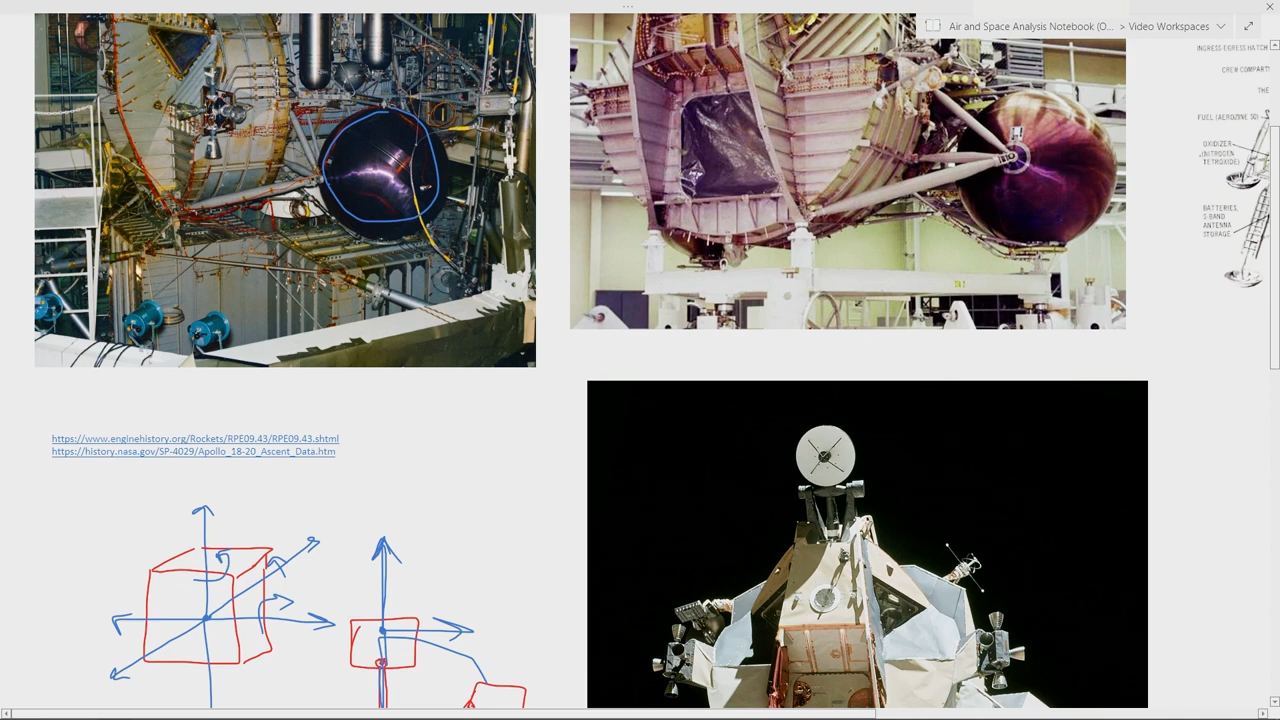 Air and Space Analysis Notebook (O... > Video Workspaces
INGRESS-EGRESS HATCH
CREW COMPART
THE
FUEL (AEROZINE 50)
OXIDIZER
(NITROGEN
TETROXIDE)
BATTERIES,
S-BAND
ANTENNA
STORAGE
https://www.enginehistory.org/Rockets/RPE09.43/RPE09.43.shtml
https://history.nasa.gov/SP-4029/Apollo_18-20_Ascent_Data.htm